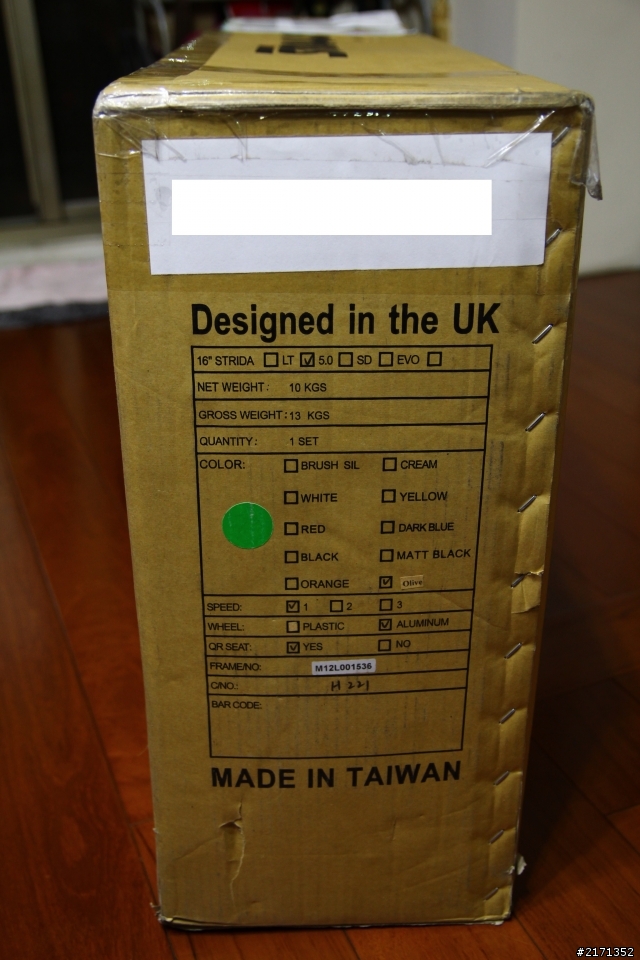 Designed in the UK
16" STRIDA ☐ LT ☑ 5.0 ☐ SD ☐ EVO ☐
NET WEIGHT: 10 KGS
GROSS WEIGHT: 13 KGS
QUANTITY: 1 SET
COLOR: ☐ BRUSH SIL ☐ CREAM
☐ WHITE ☐ YELLOW
☐ RED ☐ DARK BLUE
☐ BLACK ☐ MATT BLACK
☐ ORANGE ☑ Olive
SPEED: ☑ 1 ☐ 2 ☐ 3
WHEEL: ☐ PLASTIC ☑ ALUMINUM
QR SEAT: ☑ YES ☐ NO
FRAME/NO: M12L001536
C/NO.: H 221
BAR CODE:
MADE IN TAIWAN
#2171352